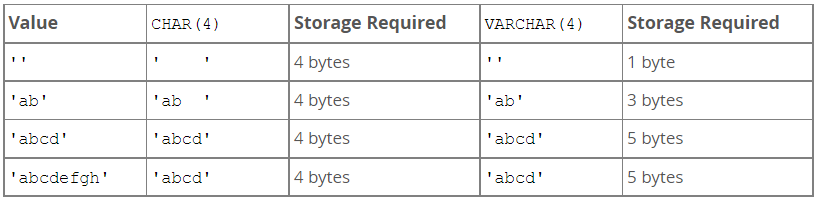 Value CHAR(4) Storage Required VARCHAR(4) Storage Required
'' '    ' 4 bytes '' 1 byte
'ab' 'ab  ' 4 bytes 'ab' 3 bytes
'abcd' 'abcd' 4 bytes 'abcd' 5 bytes
'abcdefgh' 'abcd' 4 bytes 'abcd' 5 bytes